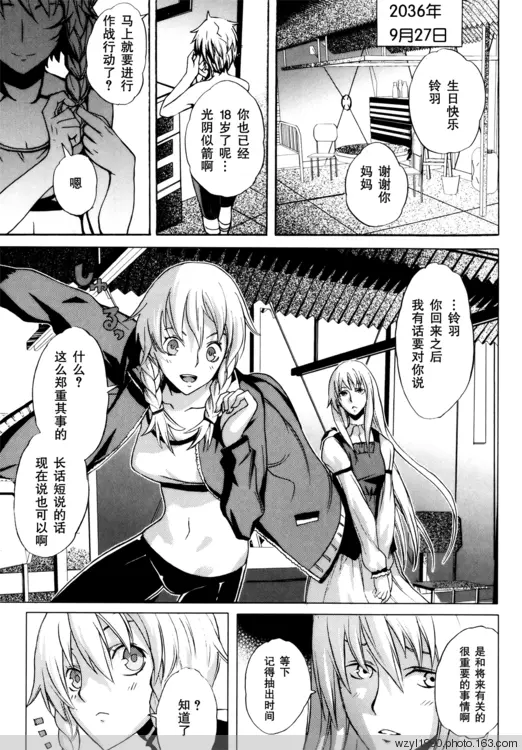 2036年
9月27日
生日快乐
铃羽
谢谢你
妈妈
你也已经
18岁了呢…
光阴似箭啊
马上就要进行
作战行动了？
嗯
…铃羽
你回来之后
我有话要对你说
什么？
这么郑重其事的
长话短说的话
现在说也可以啊
是和将来有关的
很重要的事情啊
等下
记得抽出时间
？
知道了